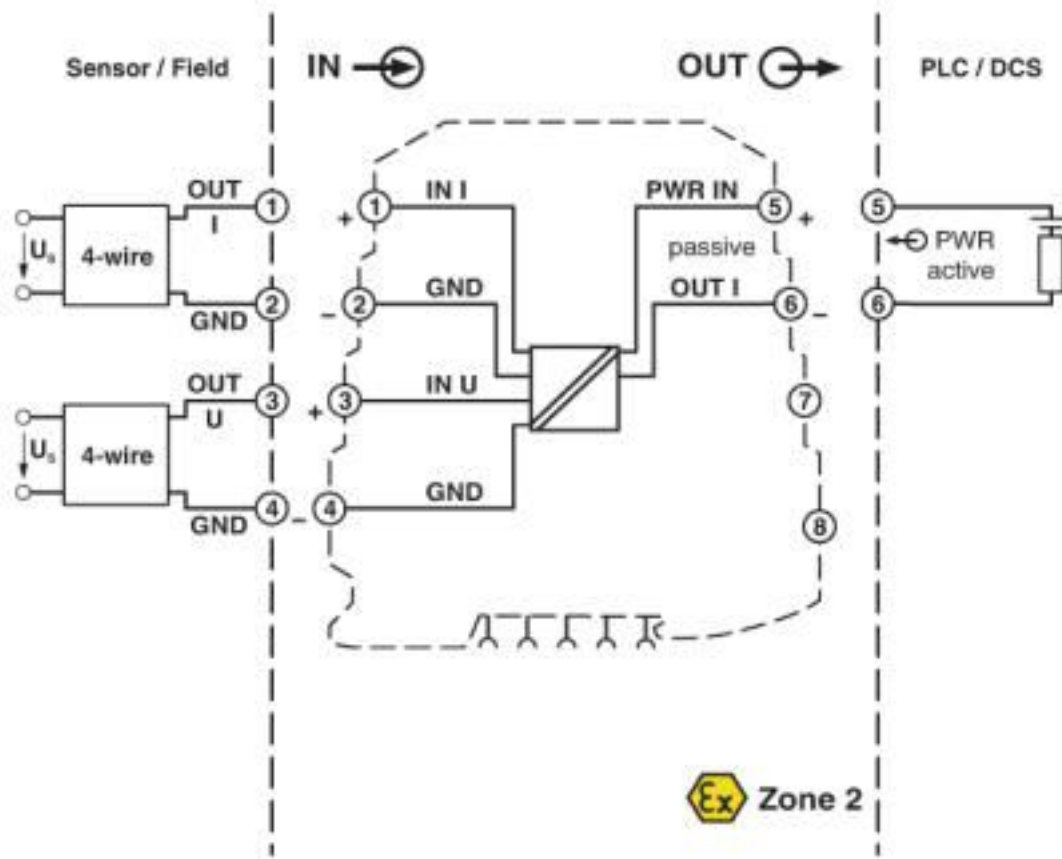 Sensor / Field
IN
OUT
PLC / DCS
OUT
I
1
+
1
IN I
PWR IN
5
+
5
Us
4-wire
passive
PWR
active
GND
2
-
2
GND
OUT I
6
-
6
OUT
U
3
+
3
IN U
7
Us
4-wire
GND
4
-
4
GND
8
Ex
Zone 2